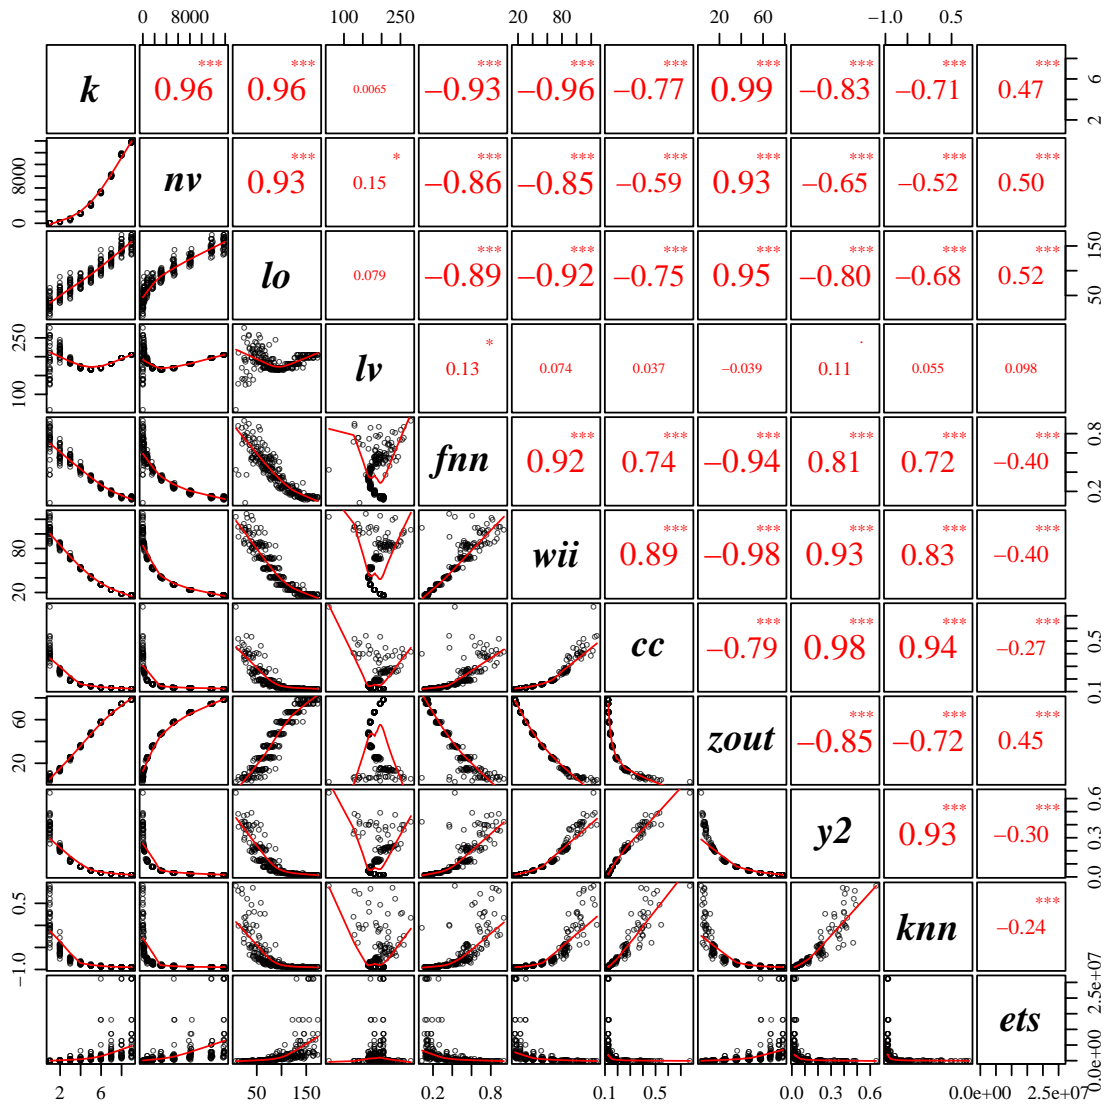 0 8000 100 250 20 80 20 60 −1.0 0.5
k 0.96 *** 0.96 *** 0.0065 −0.93 *** −0.96 *** −0.77 *** 0.99 *** −0.83 *** −0.71 *** 0.47 *** 2 6
0 8000 nv 0.93 *** 0.15 * −0.86 *** −0.85 *** −0.59 *** 0.93 *** −0.65 *** −0.52 *** 0.50 ***
lo 0.079 −0.89 *** −0.92 *** −0.75 *** 0.95 *** −0.80 *** −0.68 *** 0.52 *** 50 150
100 250 lv 0.13 * 0.074 0.037 −0.039 0.11 . 0.055 0.098
fnn 0.92 *** 0.74 *** −0.94 *** 0.81 *** 0.72 *** −0.40 *** 0.2 0.8
20 80 wii 0.89 *** −0.98 *** 0.93 *** 0.83 *** −0.40 ***
cc −0.79 *** 0.98 *** 0.94 *** −0.27 *** 0.1 0.5
20 60 zout −0.85 *** −0.72 *** 0.45 ***
y2 0.93 *** −0.30 *** 0.0 0.3 0.6
−1.0 0.5 knn −0.24 ***
ets 0.0e+00 2.5e+07
2 6 50 150 0.2 0.8 0.1 0.5 0.0 0.3 0.6 0.0e+00 2.5e+07